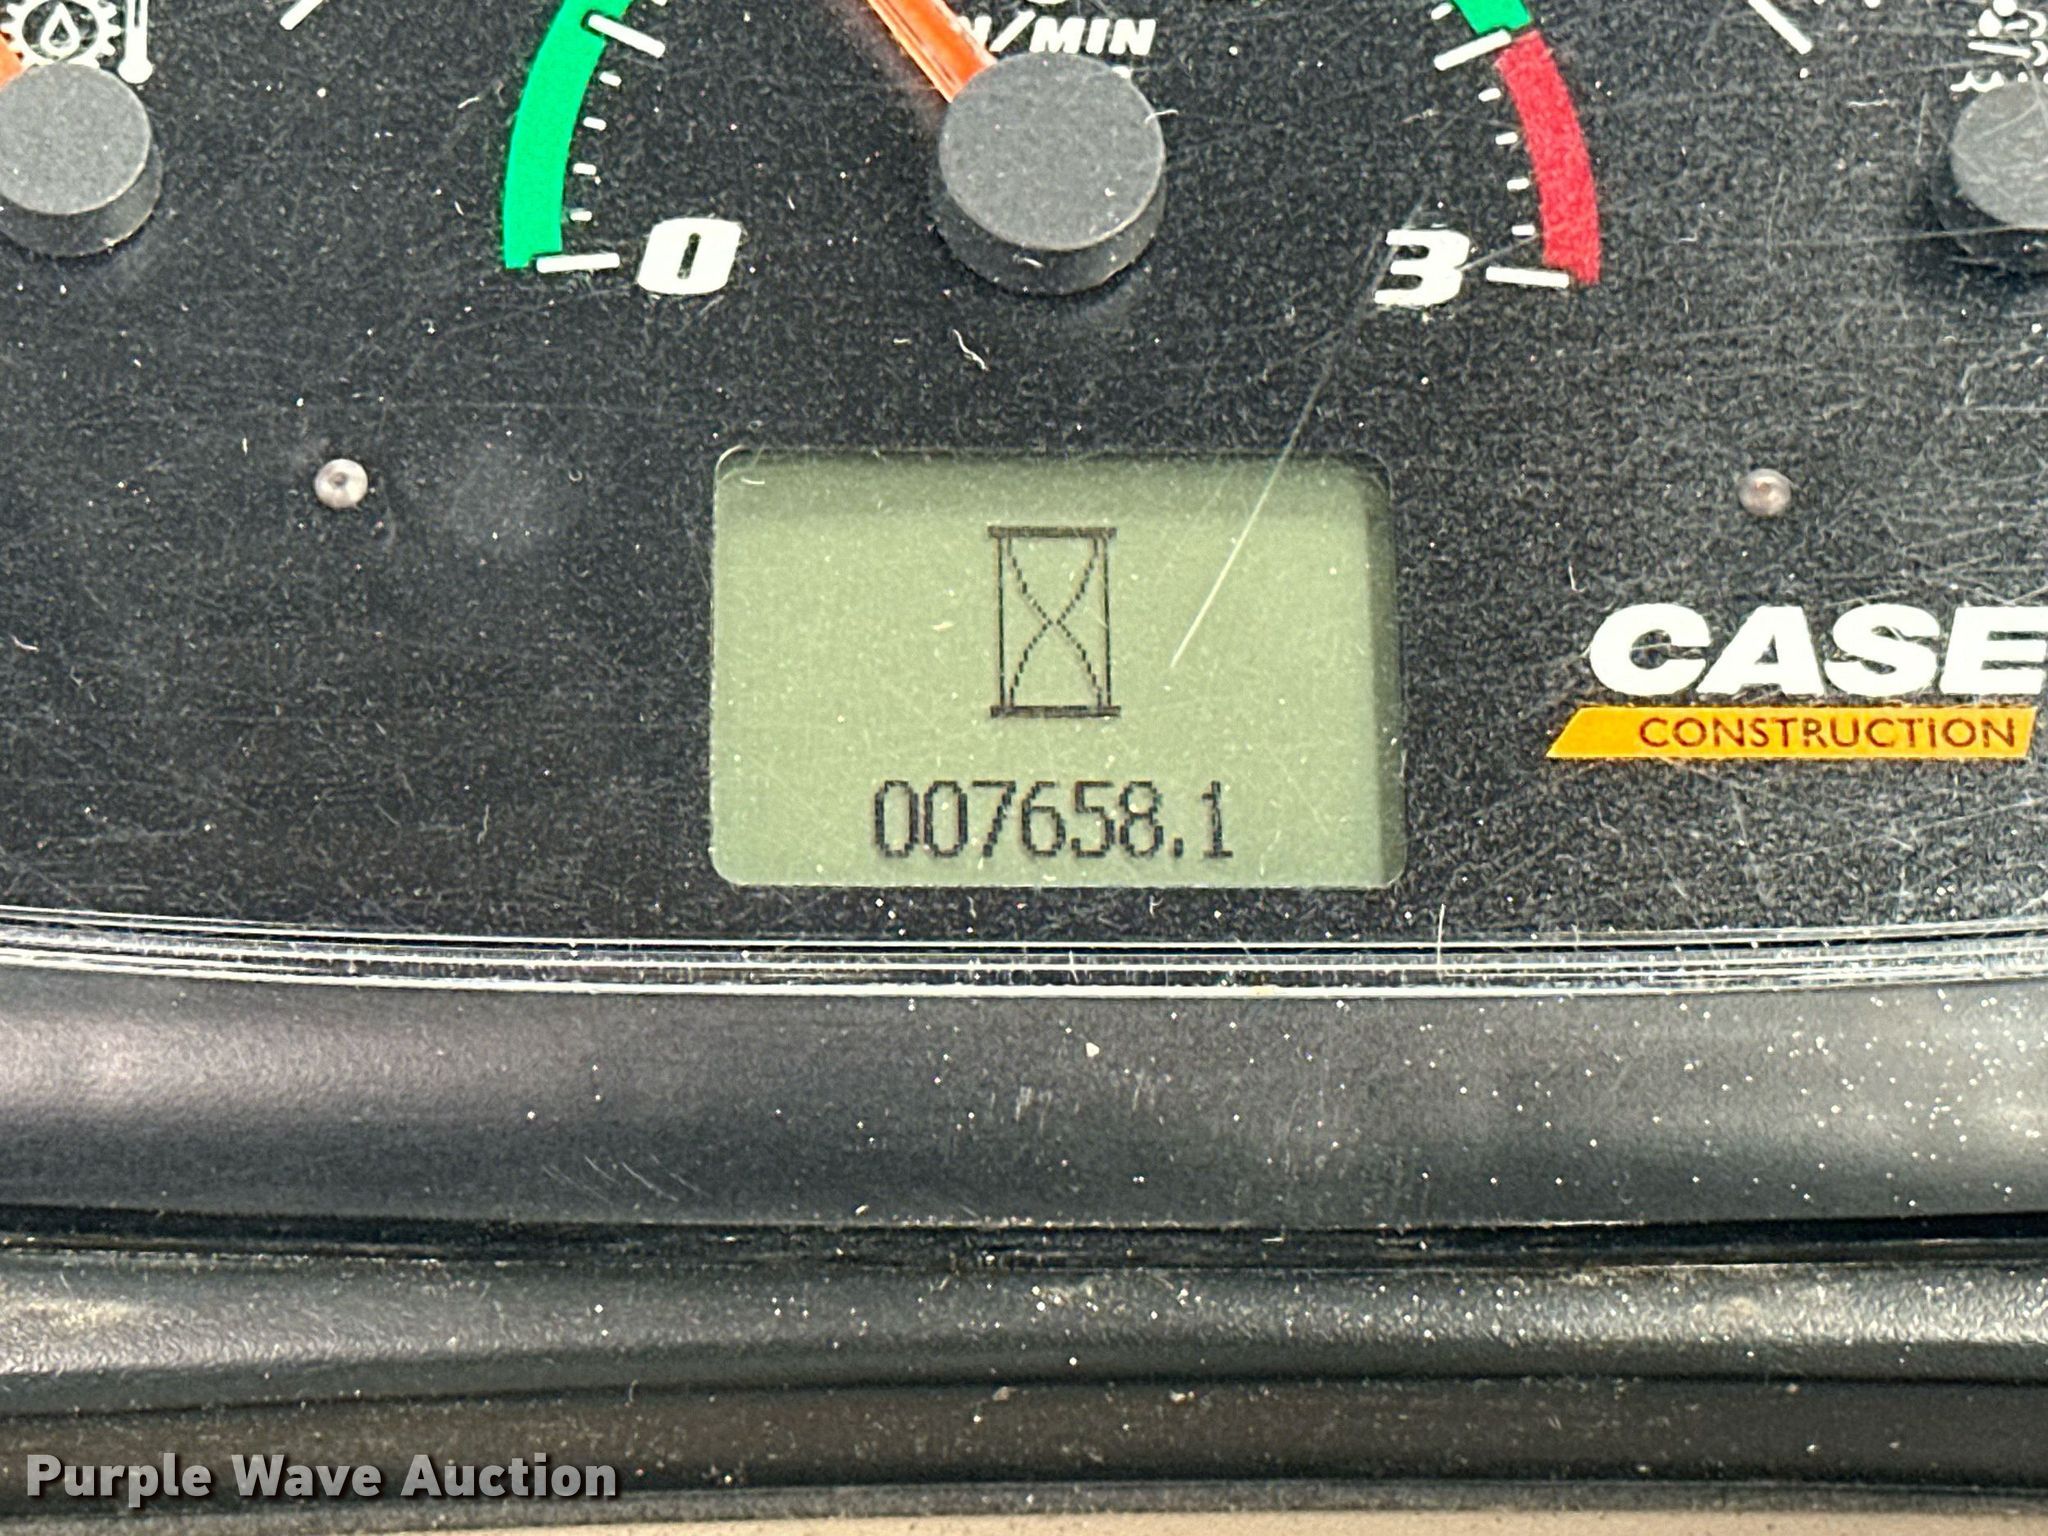 /MIN
0
3
CASE
CONSTRUCTION
007658.1
Purple Wave Auction